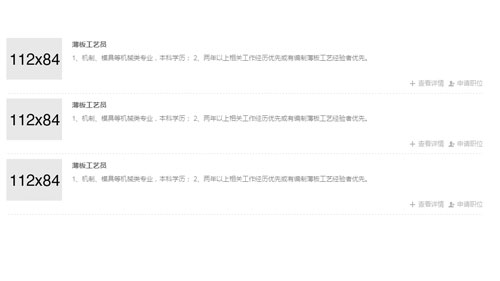 112x84
薄板工艺员
1、机制、模具等机械类专业，本科学历； 2、两年以上相关工作经历优先或有编制薄板工艺经验者优先。
查看详情 申请职位
112x84
薄板工艺员
1、机制、模具等机械类专业，本科学历； 2、两年以上相关工作经历优先或有编制薄板工艺经验者优先。
查看详情 申请职位
112x84
薄板工艺员
1、机制、模具等机械类专业，本科学历； 2、两年以上相关工作经历优先或有编制薄板工艺经验者优先。
查看详情 申请职位